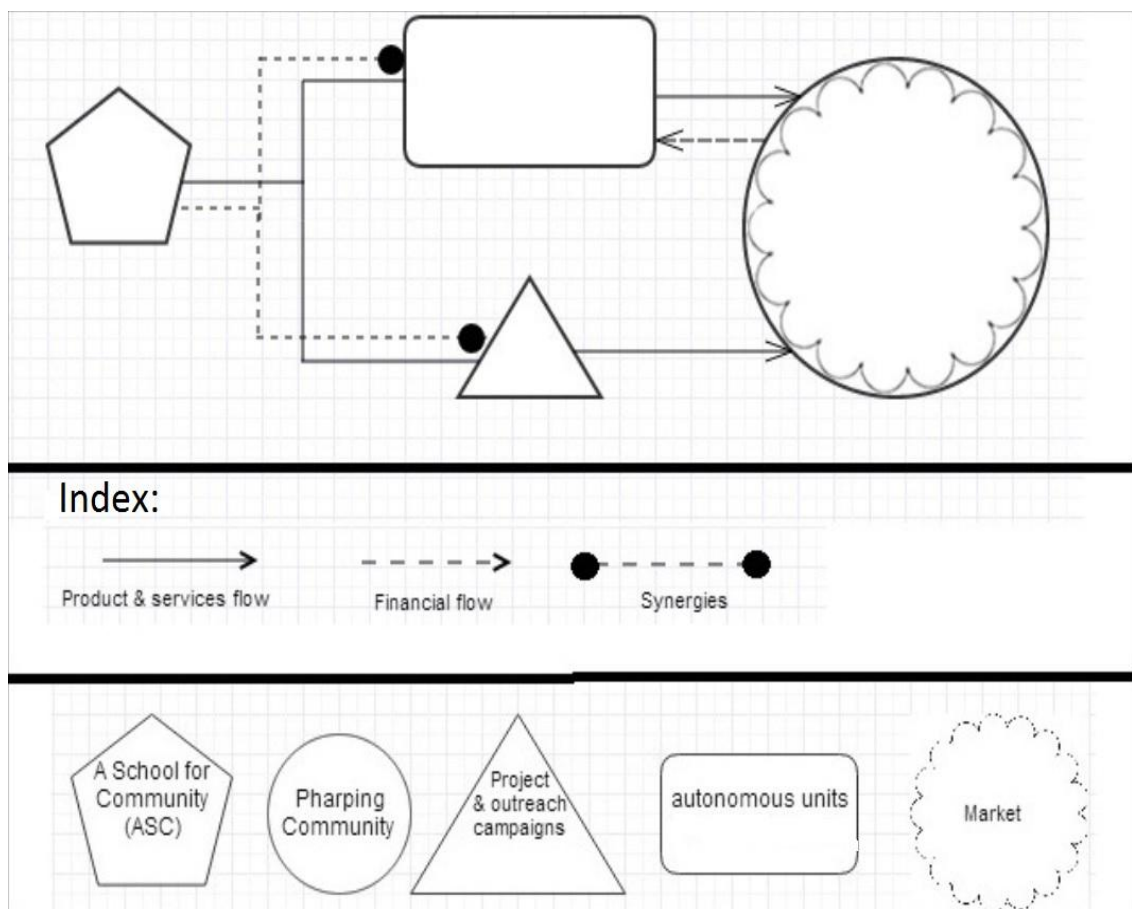 Index:
Product & services flow
Financial flow
Synergies
A School for
Community
(ASC)
Pharping
Community
Project
& outreach
campaigns
autonomous units
Market